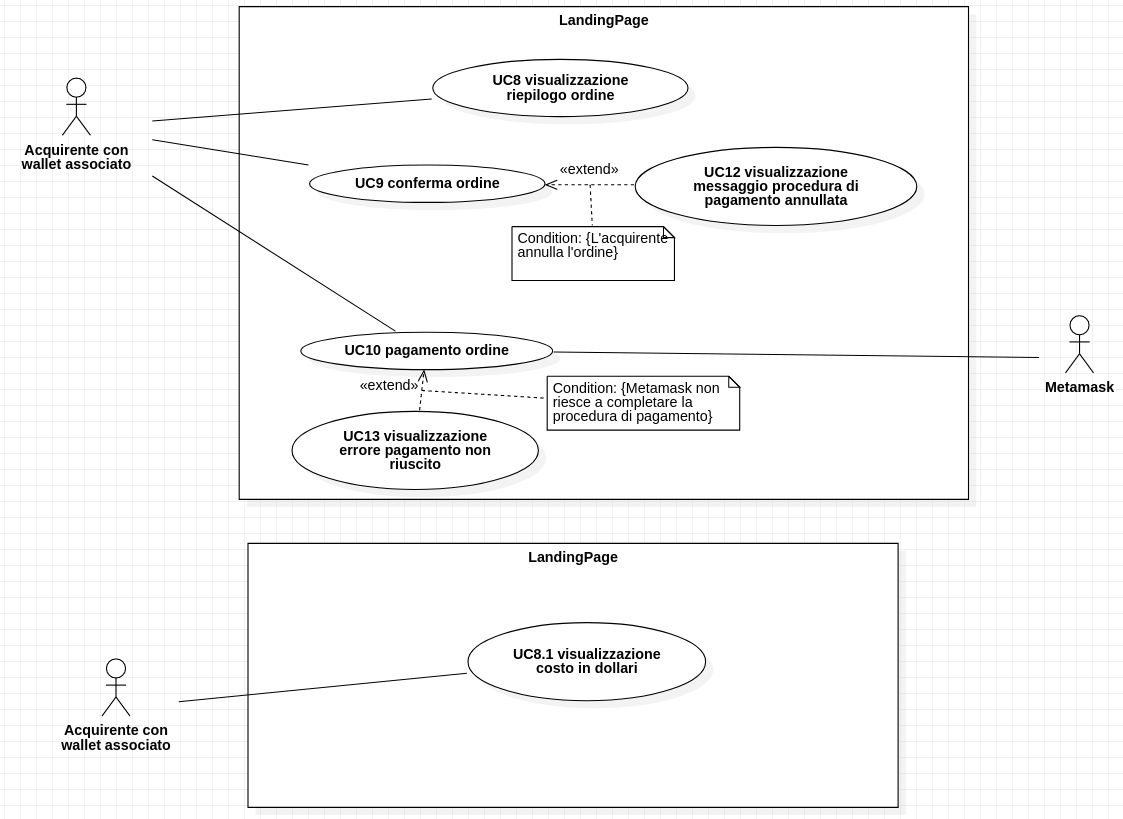 LandingPage
UC8 visualizzazione
riepilogo ordine
Acquirente con
wallet associato
UC9 conferma ordine
«extend»
UC12 visualizzazione
messaggio procedura di
pagamento annullata
Condition: {L'acquirente
annulla l'ordine}
UC10 pagamento ordine
Metamask
«extend»
Condition: {Metamask non
riesce a completare la
procedura di pagamento}
UC13 visualizzazione
errore pagamento non
riuscito
LandingPage
UC8.1 visualizzazione
costo in dollari
Acquirente con
wallet associato